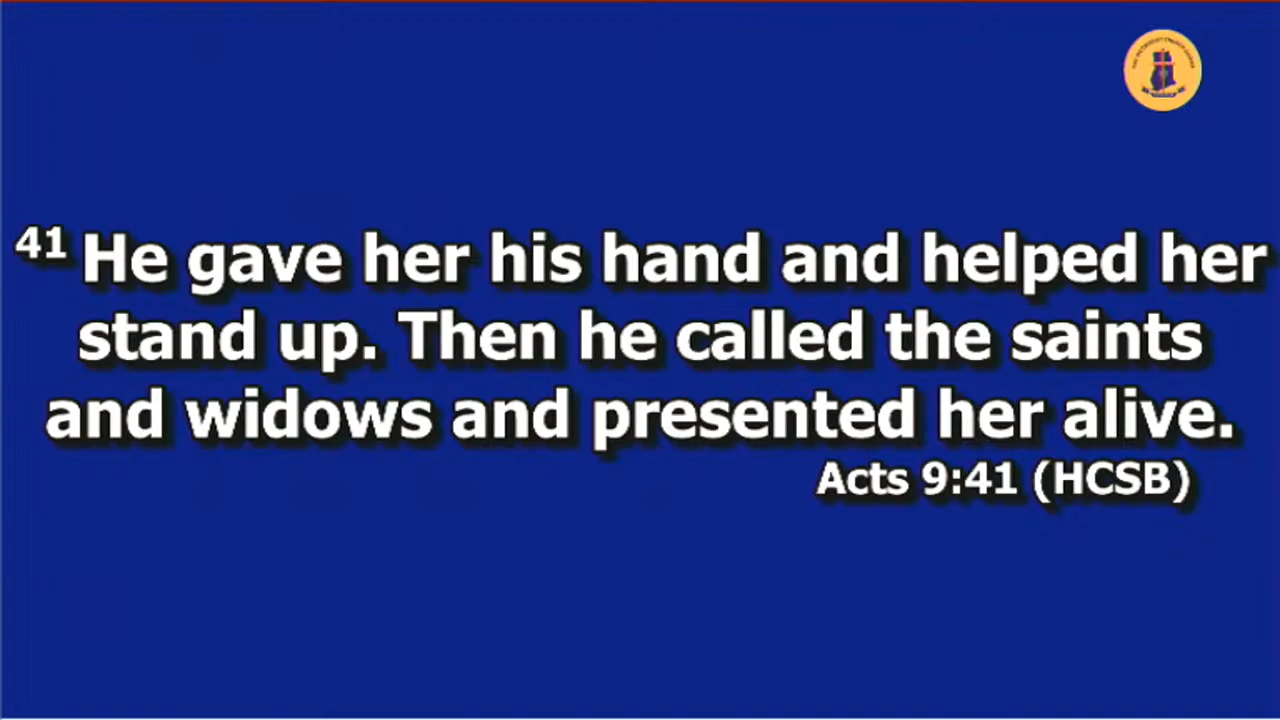 41 He gave her his hand and helped her
stand up. Then he called the saints
and widows and presented her alive.
Acts 9:41 (HCSB)